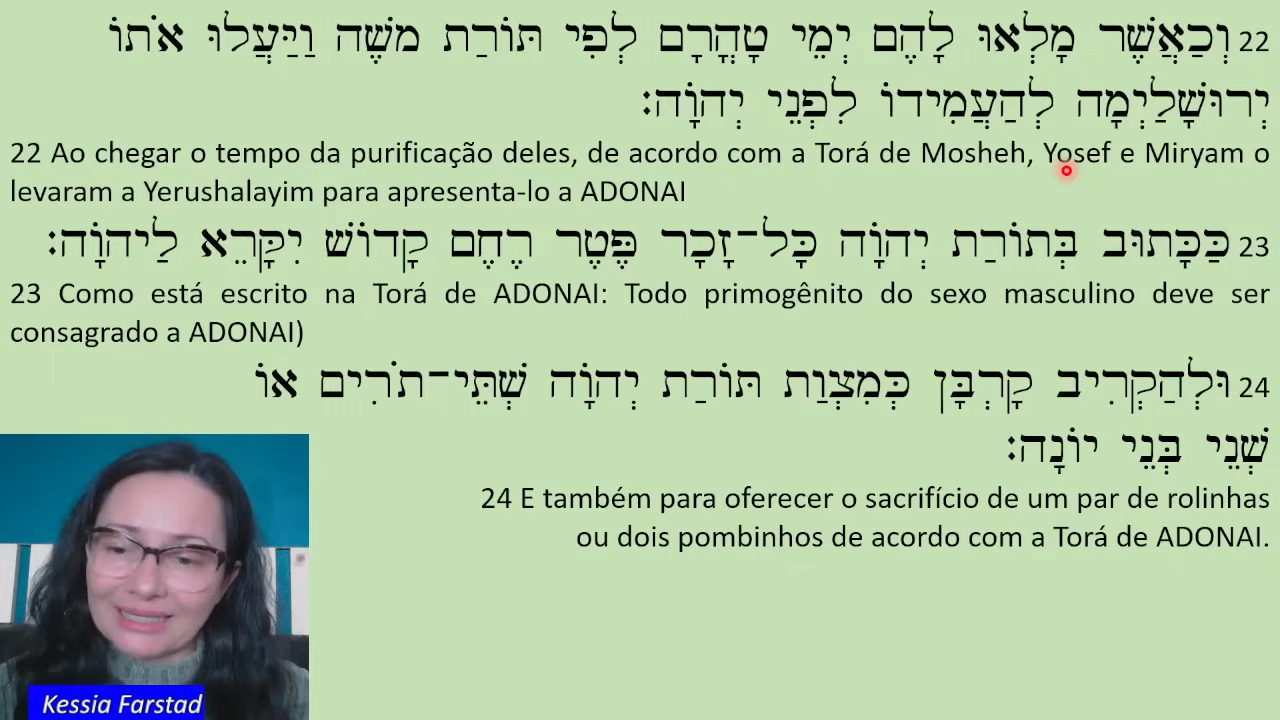 22 וְכַאֲשֶׁר מָלְאוּ לָהֶם יְמֵי טָהֳרָם לְפִי תּוֹרַת מֹשֶׁה וַיַּעֲלוּ אֹתוֹ
יְרוּשָׁלַיְמָה לְהַעֲמִידוֹ לִפְנֵי יְהוָֹה׃
22 Ao chegar o tempo da purificação deles, de acordo com a Torá de Mosheh, Yosef e Miryam o
levaram a Yerushalayim para apresenta-lo a ADONAI
23 כַּכָּתוּב בְּתוֹרַת יְהוָֹה כָּל־זָכָר פֶּטֶר רֶחֶם קָדוֹשׁ יִקָּרֵא לַיהוָֹה׃
23 Como está escrito na Torá de ADONAI: Todo primogênito do sexo masculino deve ser
consagrado a ADONAI)
24 וּלְהַקְרִיב קָרְבָּן כְּמִצְוַת תּוֹרַת יְהוָֹה שְׁתֵּי־תֹרִים אוֹ
שְׁנֵי בְּנֵי יוֹנָה׃
24 E também para oferecer o sacrifício de um par de rolinhas
ou dois pombinhos de acordo com a Torá de ADONAI.
Kessia Farstad